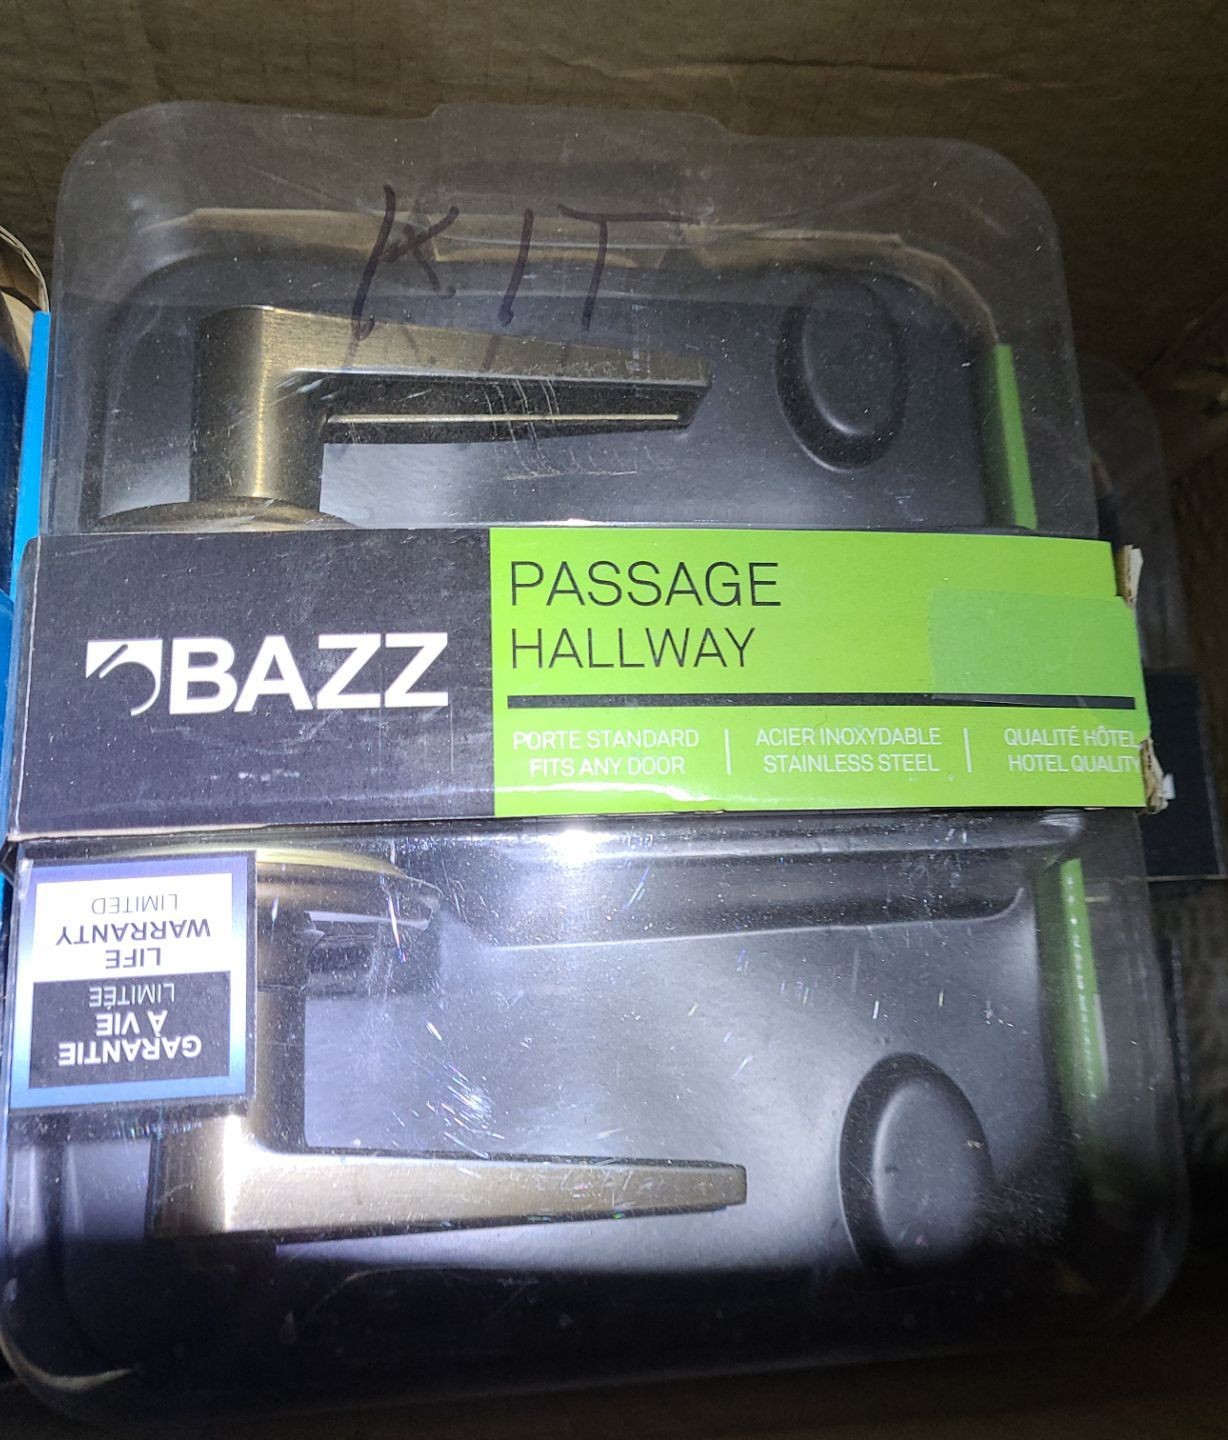 KIT
BAZZ
PASSAGE
HALLWAY
PORTE STANDARD
FITS ANY DOOR
ACIER INOXYDABLE
STAINLESS STEEL
QUALITÉ HÔTEL
HOTEL QUALITY
GARANTIE
À VIE
LIMITÉE
LIFE
WARRANTY
LIMITED